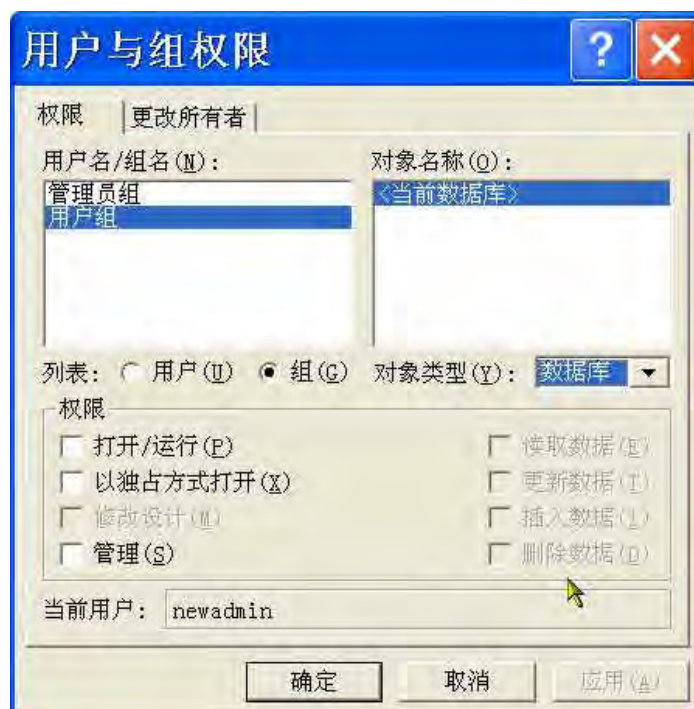 用户与组权限
权限 更改所有者
用户名/组名(N): 对象名称(O):
管理员组 <当前数据库>
用户组
列表: 用户(U) 组(G) 对象类型(Y): 数据库
权限
打开/运行(P) 读取数据(E)
以独占方式打开(X) 更新数据(T)
修改设计(M) 插入数据(I)
管理(S) 删除数据(D)
当前用户: newadmin
确定 取消 应用(A)